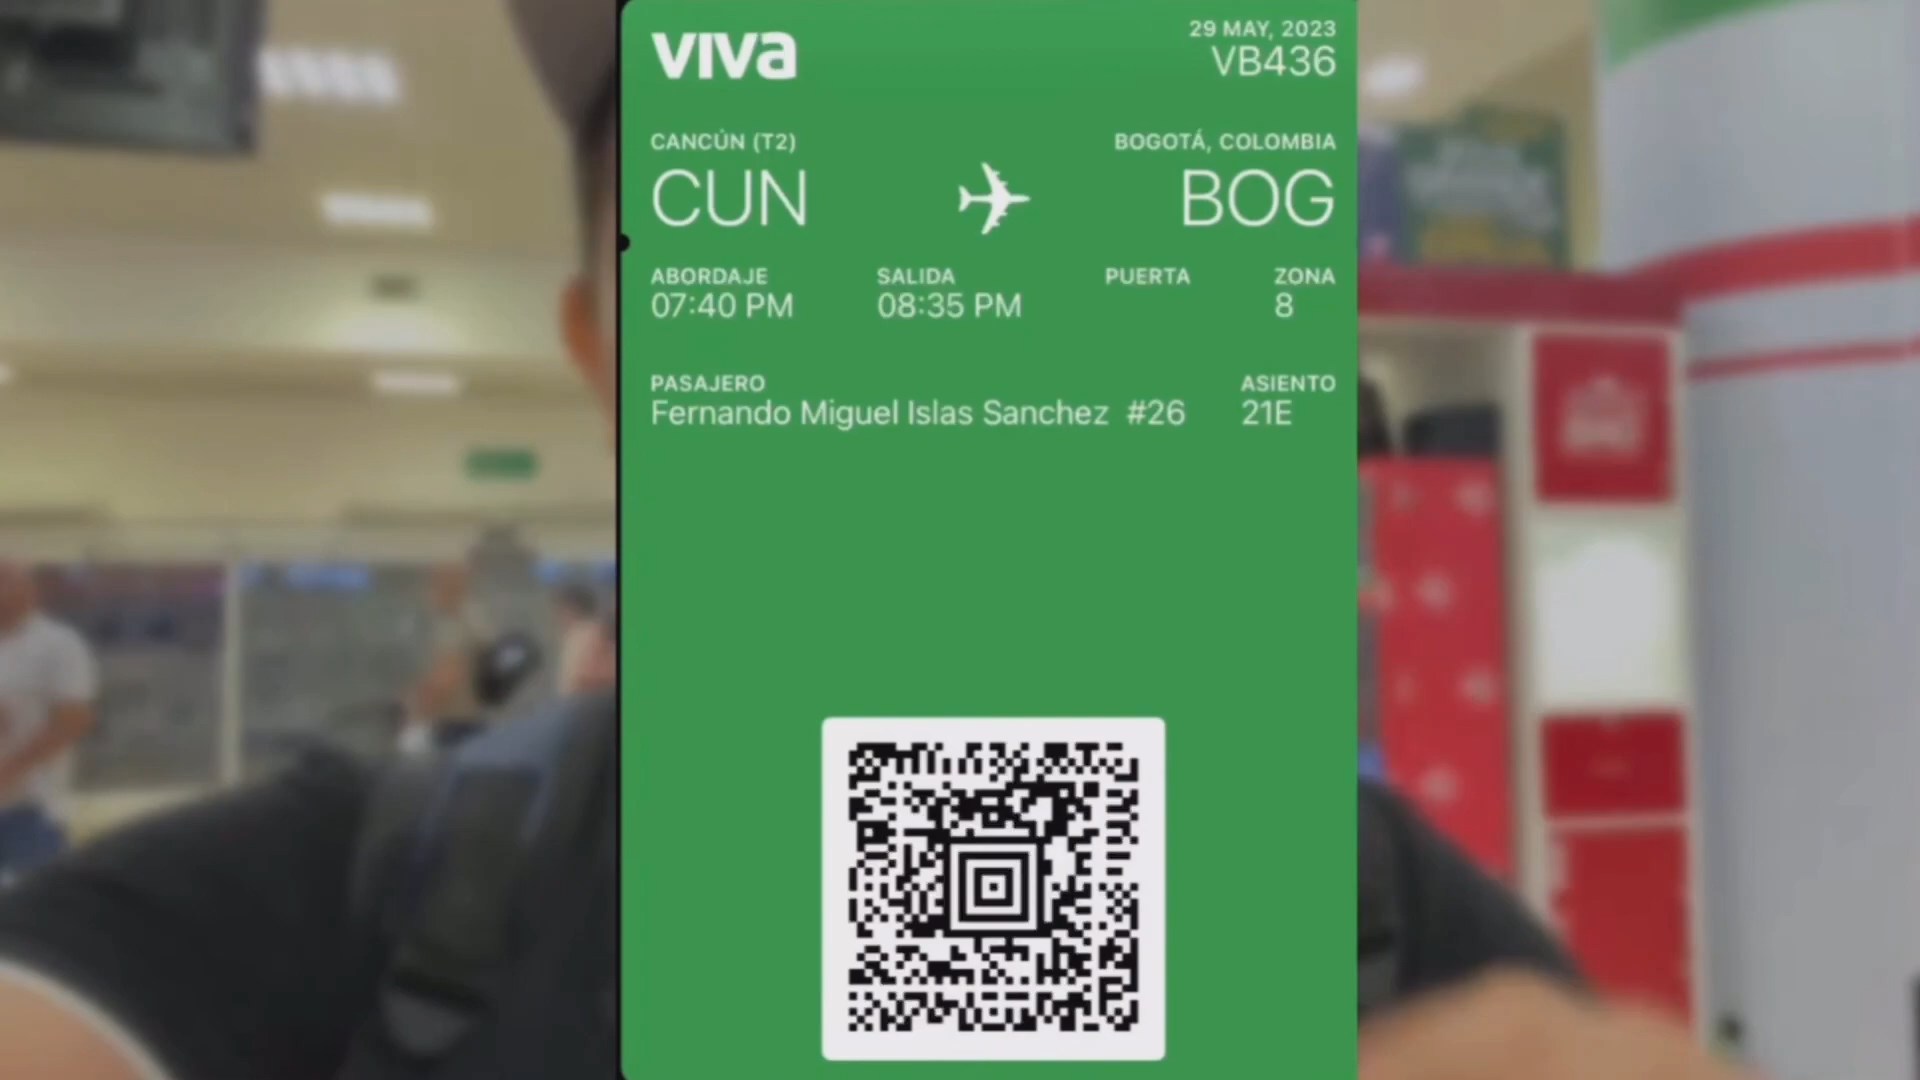 viva
29 MAY, 2023
VB436
CANCÚN (T2)
BOGOTÁ, COLOMBIA
CUN
BOG
ABORDAJE
SALIDA
PUERTA
ZONA
07:40 PM
08:35 PM
8
PASAJERO
ASIENTO
Fernando Miguel Islas Sanchez #26
21E